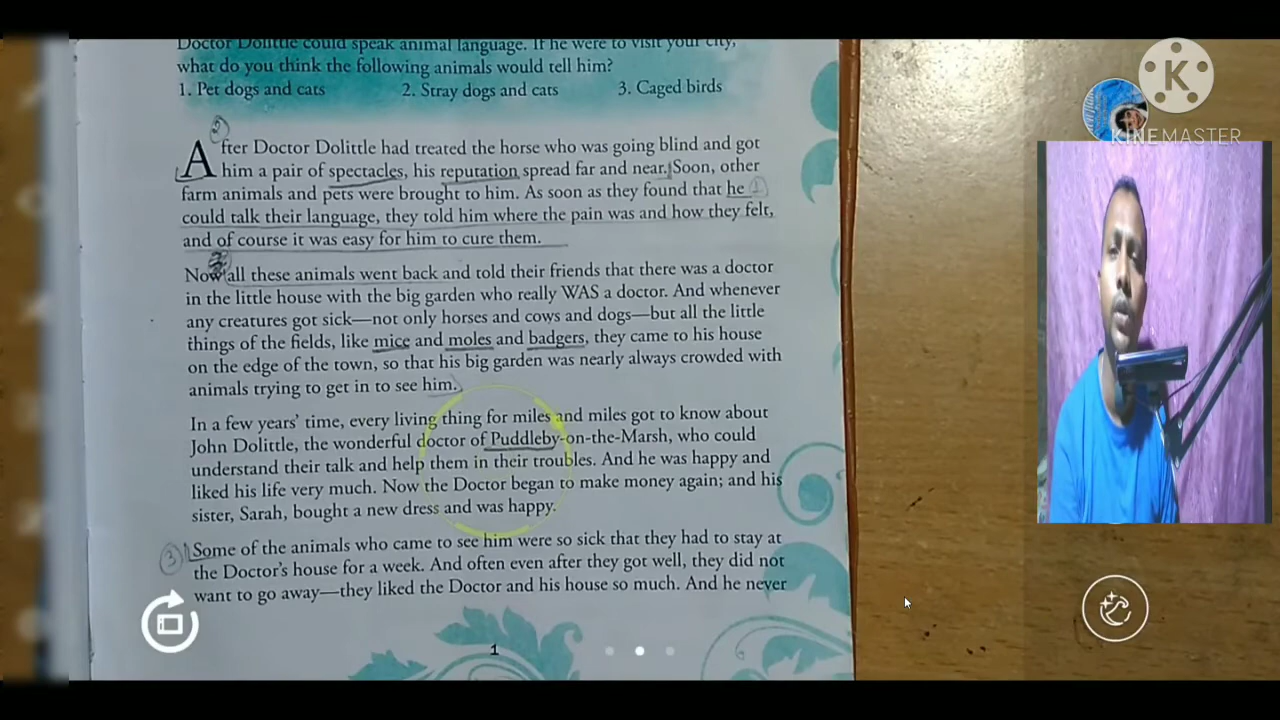 Doctor Dolittle could speak animal language. If he were to visit your city,
what do you think the following animals would tell him?
1. Pet dogs and cats 2. Stray dogs and cats 3. Caged birds
After Doctor Dolittle had treated the horse who was going blind and got
him a pair of spectacles, his reputation spread far and near. Soon, other
farm animals and pets were brought to him. As soon as they found that he
could talk their language, they told him where the pain was and how they felt,
and of course it was easy for him to cure them.
Now all these animals went back and told their friends that there was a doctor
in the little house with the big garden who really WAS a doctor. And whenever
any creatures got sick—not only horses and cows and dogs—but all the little
things of the fields, like mice and moles and badgers, they came to his house
on the edge of the town, so that his big garden was nearly always crowded with
animals trying to get in to see him.
In a few years' time, every living thing for miles and miles got to know about
John Dolittle, the wonderful doctor of Puddleby-on-the-Marsh, who could
understand their talk and help them in their troubles. And he was happy and
liked his life very much. Now the Doctor began to make money again; and his
sister, Sarah, bought a new dress and was happy.
3 Some of the animals who came to see him were so sick that they had to stay at
the Doctor's house for a week. And often even after they got well, they did not
want to go away—they liked the Doctor and his house so much. And he never
1
K
KINEMASTER